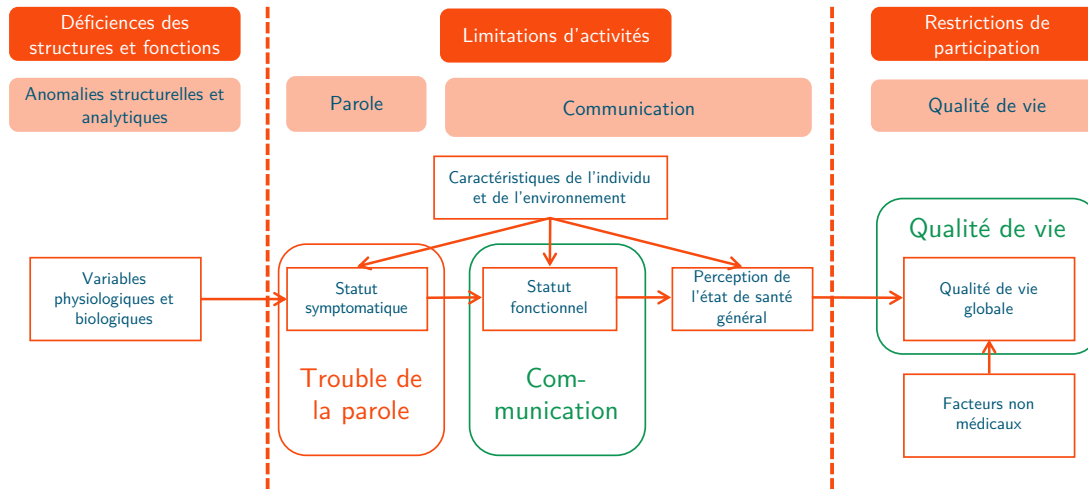 Déficiences des
structures et fonctions
Limitations d'activités
Restrictions de
participation
Anomalies structurelles et
analytiques
Parole
Communication
Qualité de vie
Caractéristiques de l'individu
et de l'environnement
Qualité de vie
Variables
physiologiques et
biologiques
Statut
symptomatique
Statut
fonctionnel
Perception de
l'état de santé
général
Qualité de vie
globale
Trouble de
la parole
Com-
munication
Facteurs non
médicaux